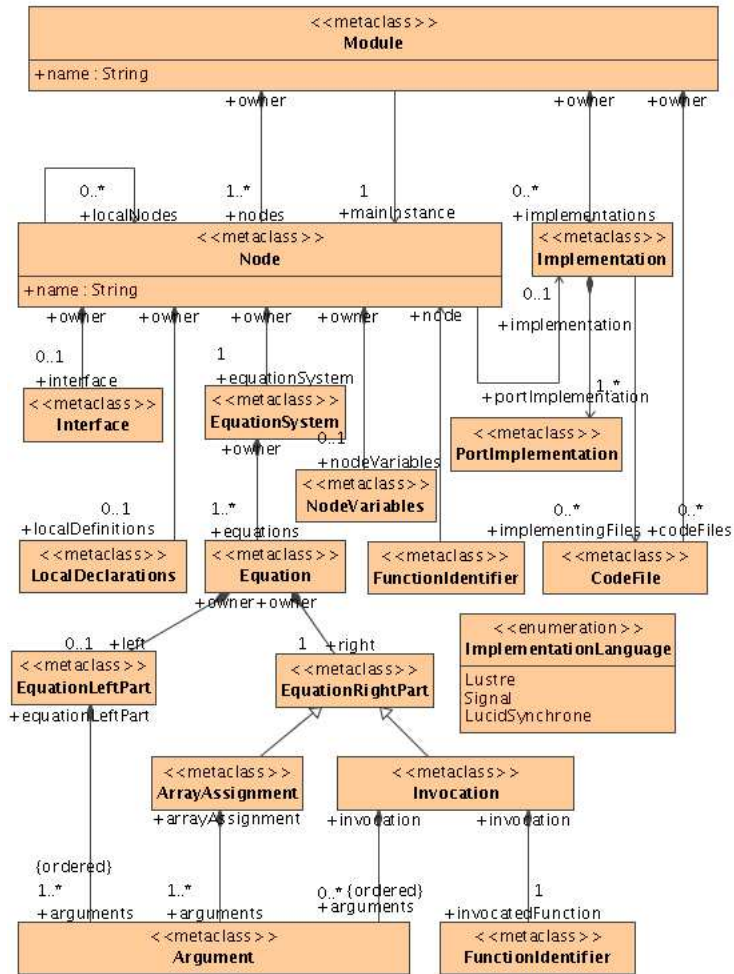 <<metaclass>>
Module
+name : String
+owner
+owner
+owner
0..*
+localNodes
1..*
+nodes
1
+mainInstance
0..*
+implementations
<<metaclass>>
Node
+name : String
<<metaclass>>
Implementation
+owner
+owner
+owner
+owner
+node
0..1
+implementation
0..1
+interface
1
+equationSystem
+portImplementation
1..*
<<metaclass>>
Interface
<<metaclass>>
EquationSystem
+owner
0..1
+nodeVariables
<<metaclass>>
PortImplementation
<<metaclass>>
NodeVariables
0..1
+localDefinitions
1..*
+equations
0..*
+implementingFiles
0..*
+codeFiles
<<metaclass>>
LocalDeclarations
<<metaclass>>
Equation
<<metaclass>>
FunctionIdentifier
<<metaclass>>
CodeFile
+owner
+owner
0..1
+left
1
+right
<<metaclass>>
EquationLeftPart
+equationLeftPart
<<metaclass>>
EquationRightPart
<<enumeration>>
ImplementationLanguage
Lustre
Signal
LucidSynchrone
<<metaclass>>
ArrayAssignment
+arrayAssignment
<<metaclass>>
Invocation
+invocation
+invocation
{ordered}
1..*
+arguments
1..*
+arguments
0..*
{ordered}
+arguments
1
+invocatedFunction
<<metaclass>>
Argument
<<metaclass>>
FunctionIdentifier